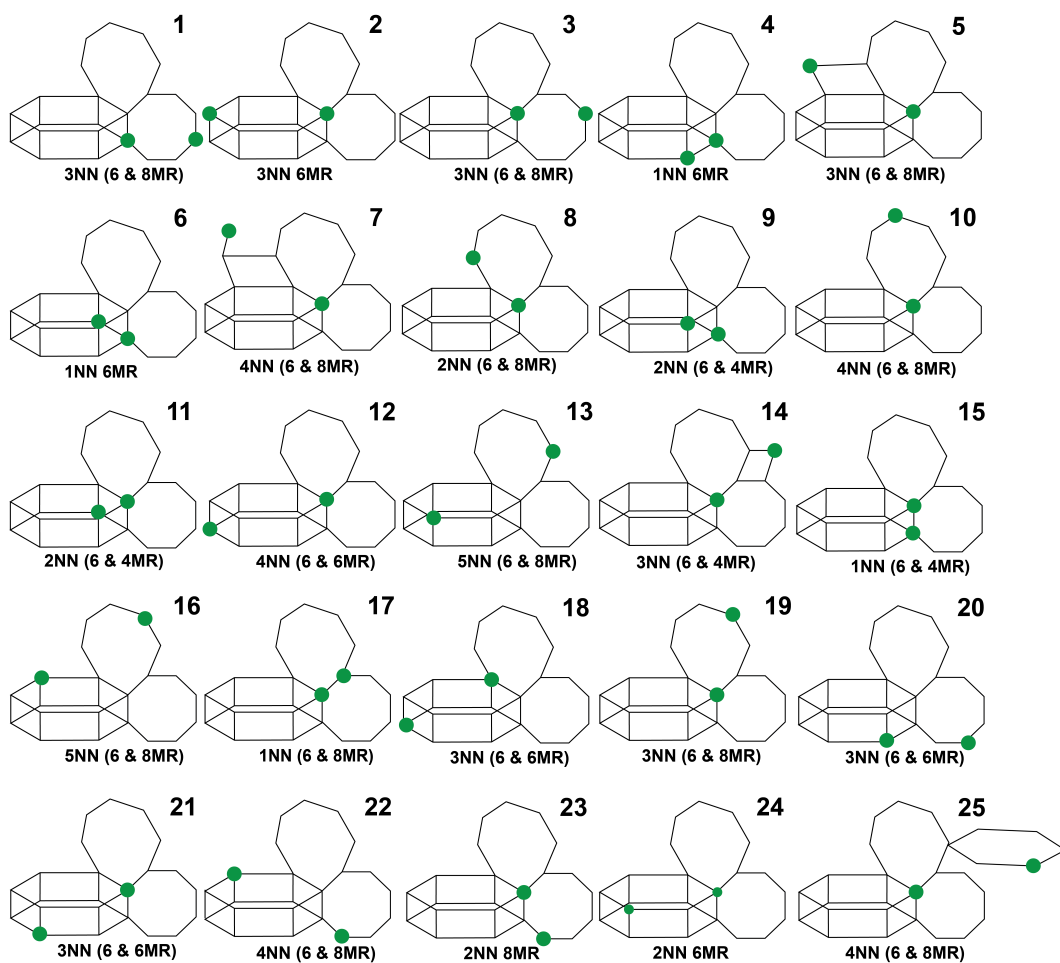 1
2
3
4
5
3NN (6 & 8MR)
3NN 6MR
3NN (6 & 8MR)
1NN 6MR
3NN (6 & 8MR)
6
7
8
9
10
1NN 6MR
4NN (6 & 8MR)
2NN (6 & 8MR)
2NN (6 & 4MR)
4NN (6 & 8MR)
11
12
13
14
15
2NN (6 & 4MR)
4NN (6 & 6MR)
5NN (6 & 8MR)
3NN (6 & 4MR)
1NN (6 & 4MR)
16
17
18
19
20
5NN (6 & 8MR)
1NN (6 & 8MR)
3NN (6 & 6MR)
3NN (6 & 8MR)
3NN (6 & 6MR)
21
22
23
24
25
3NN (6 & 6MR)
4NN (6 & 8MR)
2NN 8MR
2NN 6MR
4NN (6 & 8MR)